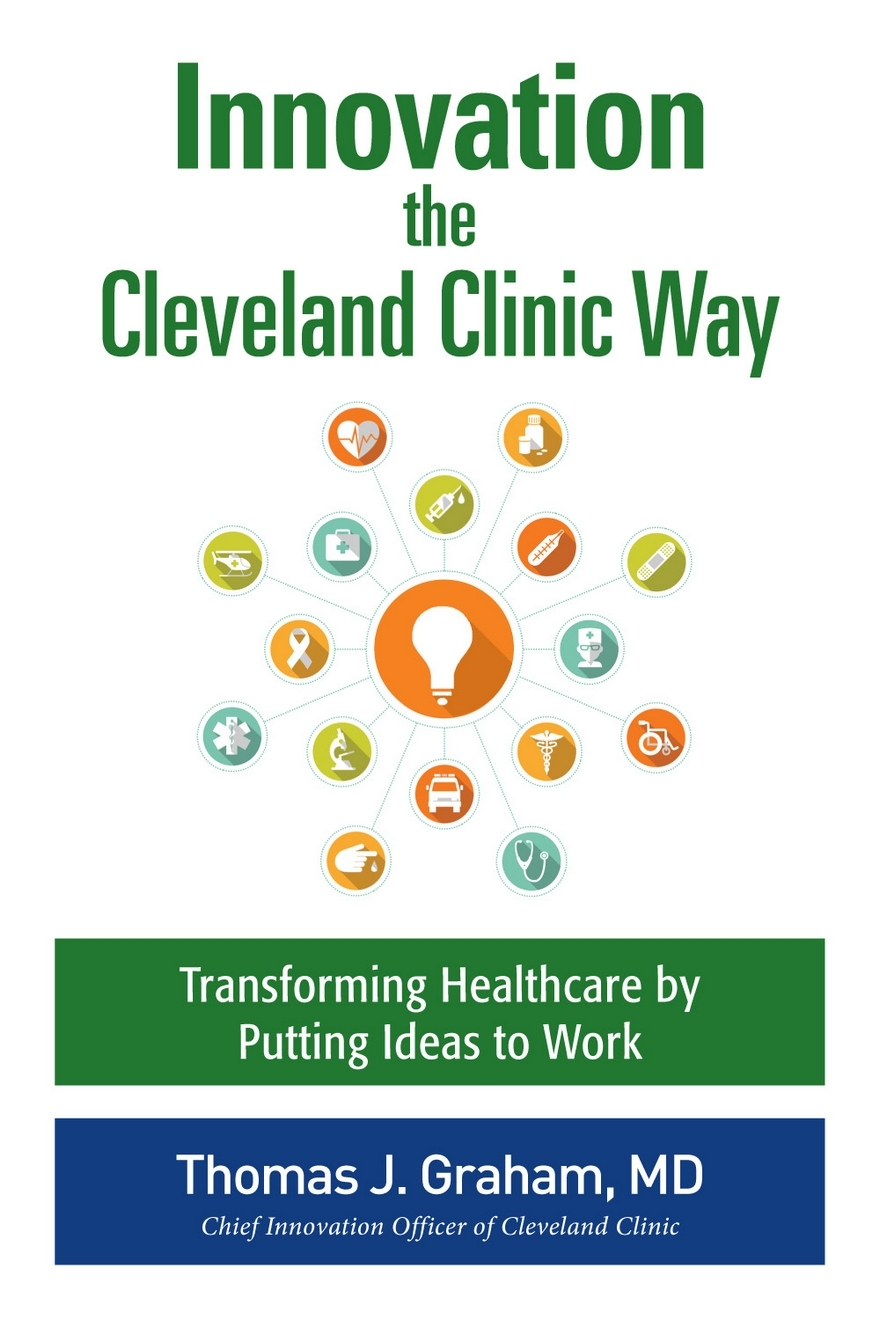 Innovation
the
Cleveland Clinic Way
Transforming Healthcare by
Putting Ideas to Work
Thomas J. Graham, MD
Chief Innovation Officer of Cleveland Clinic